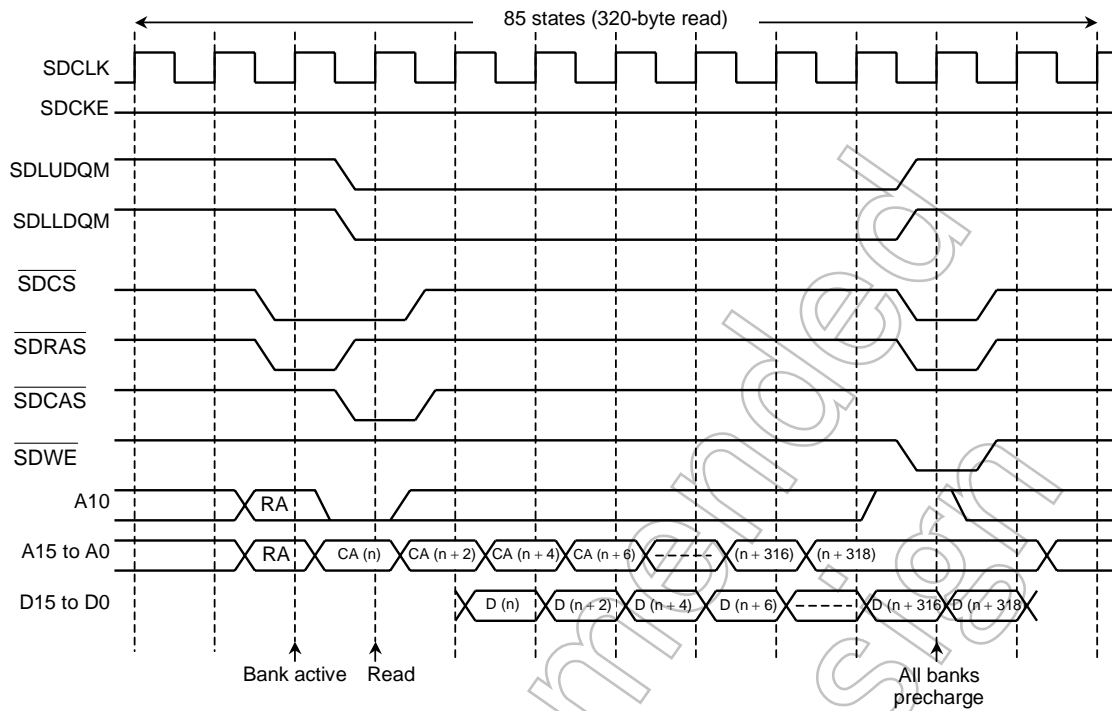 85 states (320-byte read)
SDCLK
SDCKE
SDLUDQM
SDLLDQM
SDCS
SDRAS
SDCAS
SDWE
A10 RA
A15 to A0 RA CA (n) CA (n + 2) CA (n + 4) CA (n + 6) (n + 316) (n + 318)
D15 to D0 D (n) D (n + 2) D (n + 4) D (n + 6) D (n + 316 D (n + 318
Bank active Read All banks
precharge
mended
sign